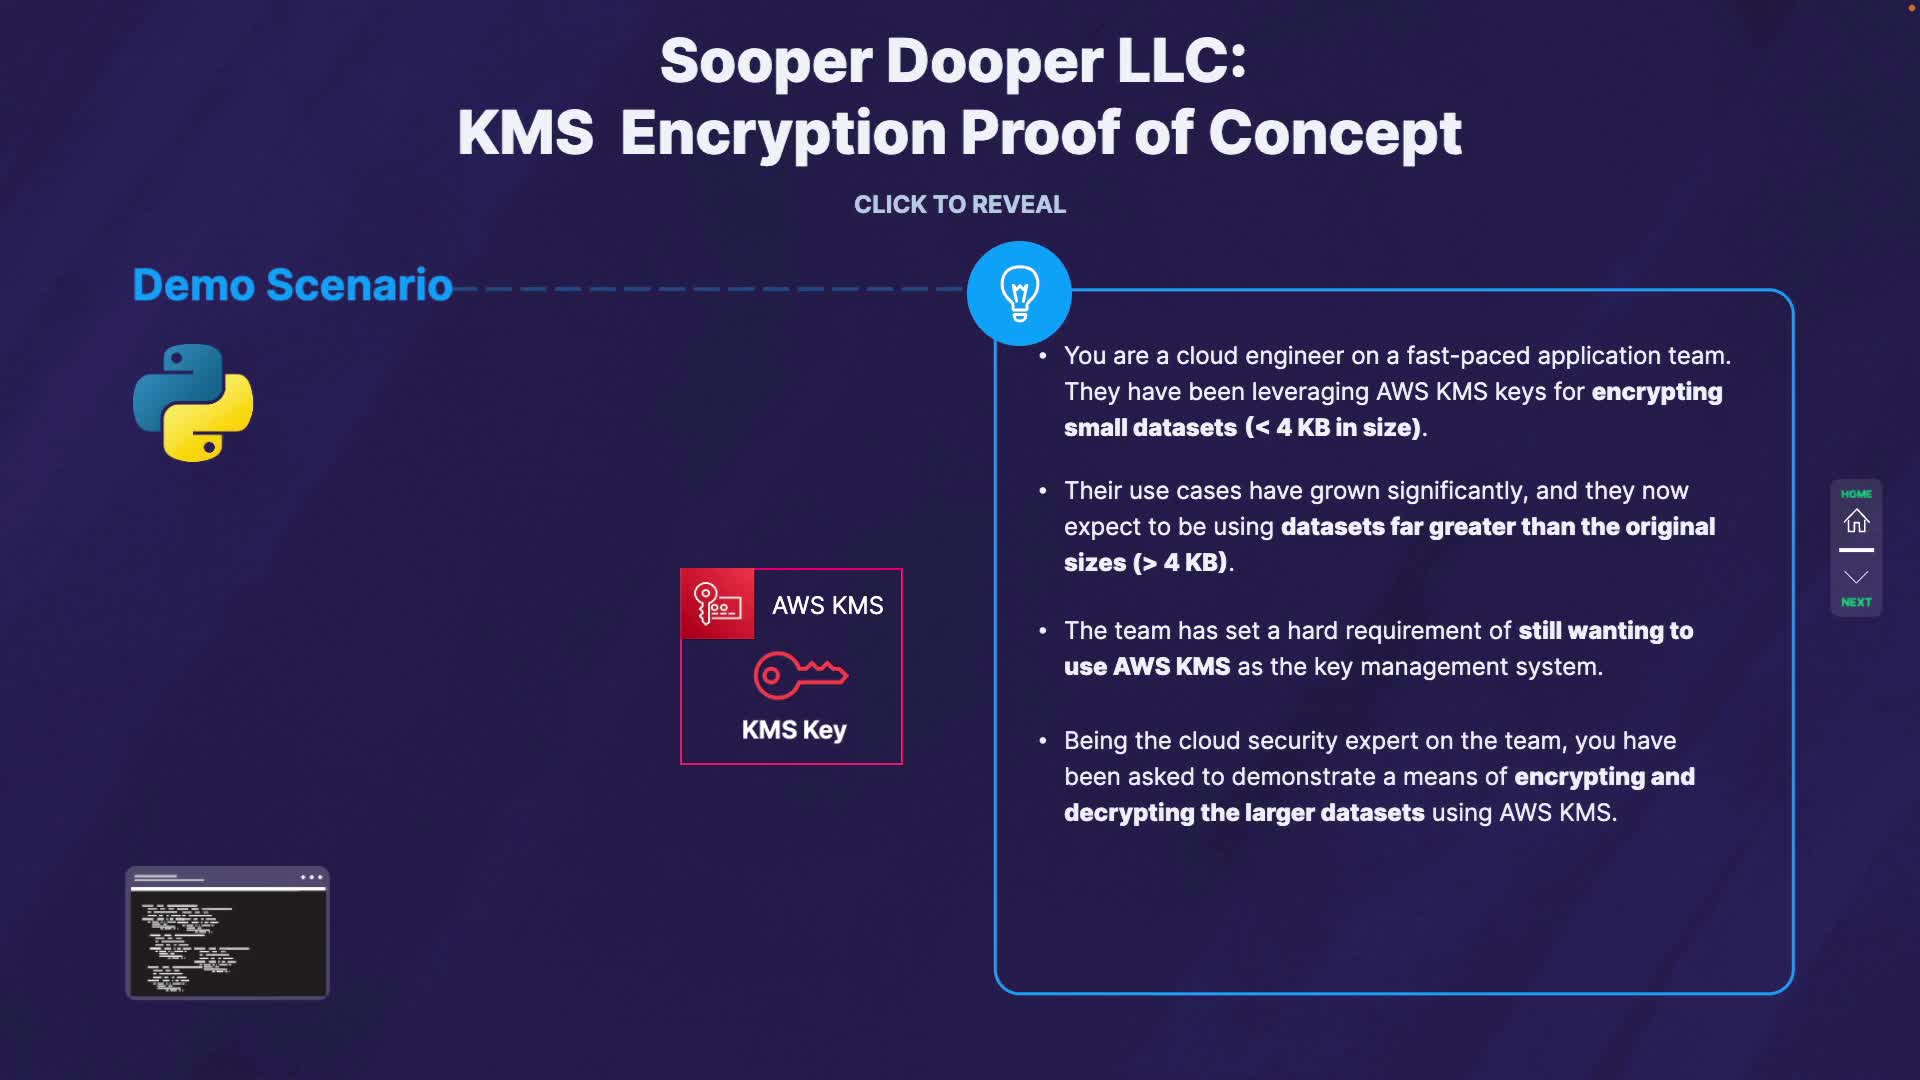 Sooper Dooper LLC:
KMS Encryption Proof of Concept
CLICK TO REVEAL
Demo Scenario
• You are a cloud engineer on a fast-paced application team.
They have been leveraging AWS KMS keys for encrypting
small datasets (< 4 KB in size).
• Their use cases have grown significantly, and they now
expect to be using datasets far greater than the original
sizes (> 4 KB).
• The team has set a hard requirement of still wanting to
use AWS KMS as the key management system.
• Being the cloud security expert on the team, you have
been asked to demonstrate a means of encrypting and
decrypting the larger datasets using AWS KMS.
AWS KMS
KMS Key
HOME
NEXT